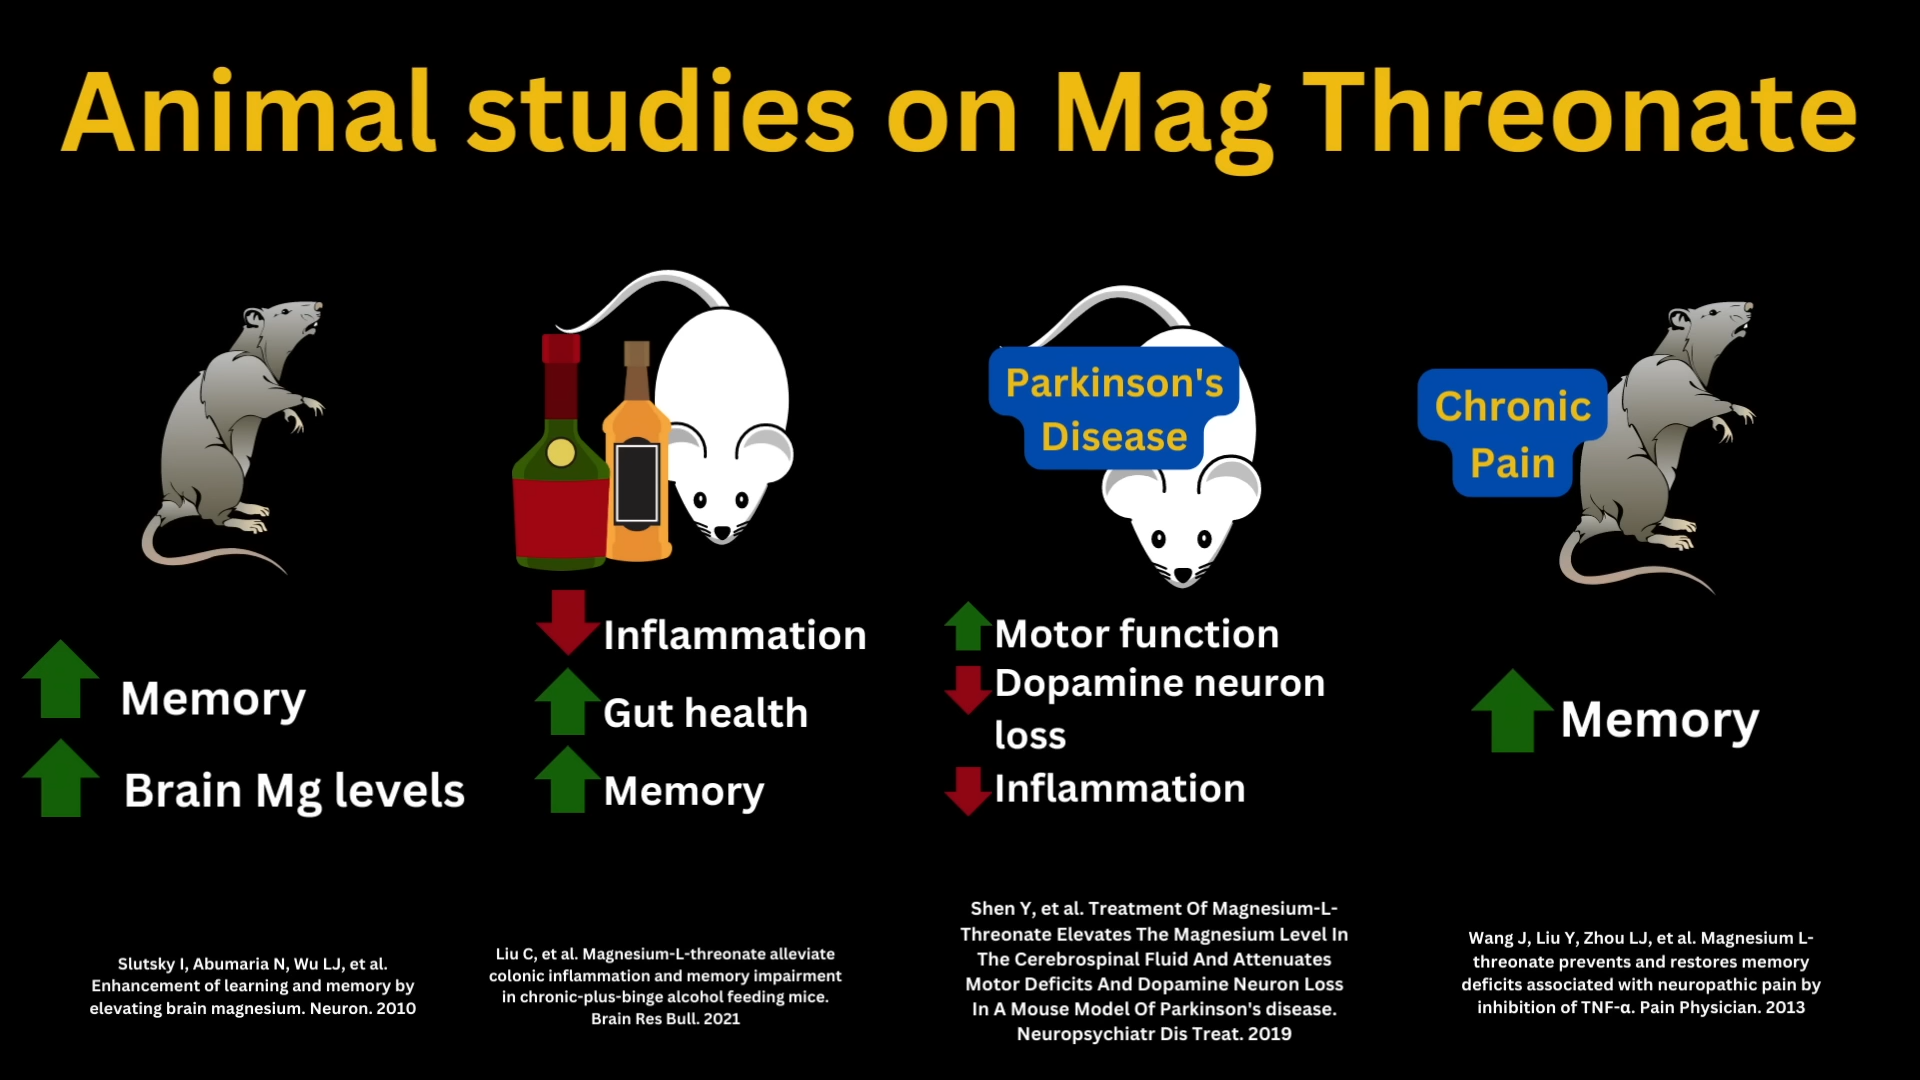 Animal studies on Mag Threonate
Memory
Brain Mg levels
Slutsky I, Abumaria N, Wu LJ, et al.
Enhancement of learning and memory by
elevating brain magnesium. Neuron. 2010
Inflammation
Gut health
Memory
Liu C, et al. Magnesium-L-threonate alleviate
colonic inflammation and memory impairment
in chronic-plus-binge alcohol feeding mice.
Brain Res Bull. 2021
Parkinson's
Disease
Motor function
Dopamine neuron
loss
Inflammation
Shen Y, et al. Treatment Of Magnesium-L-
Threonate Elevates The Magnesium Level In
The Cerebrospinal Fluid And Attenuates
Motor Deficits And Dopamine Neuron Loss
In A Mouse Model Of Parkinson's disease.
Neuropsychiatr Dis Treat. 2019
Chronic
Pain
Memory
Wang J, Liu Y, Zhou LJ, et al. Magnesium L-
threonate prevents and restores memory
deficits associated with neuropathic pain by
inhibition of TNF-α. Pain Physician. 2013